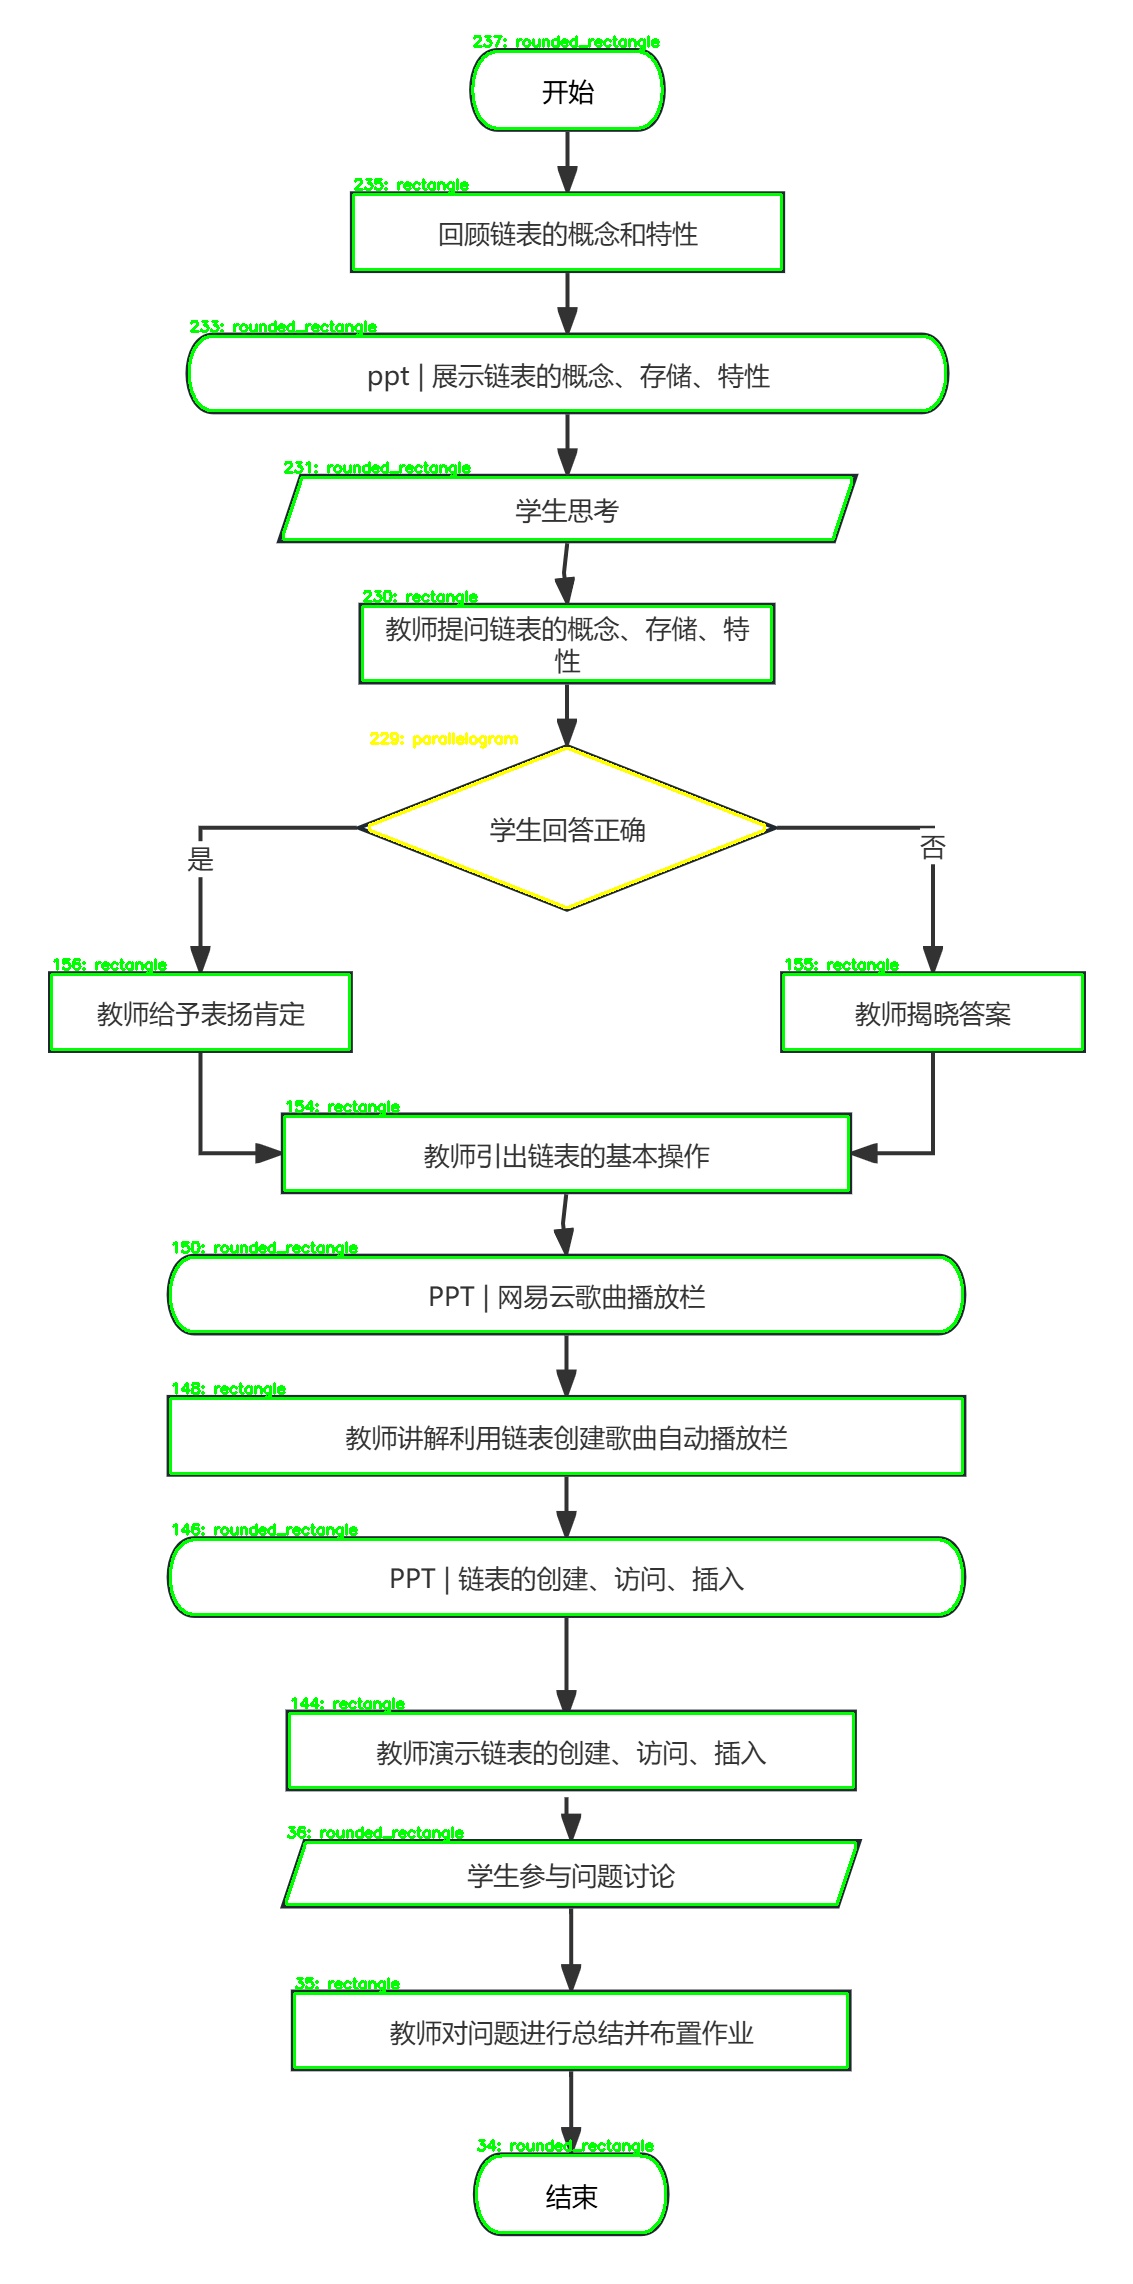 237: rounded_rectangle
开始
235: rectangle
回顾链表的概念和特性
233: rounded_rectangle
ppt | 展示链表的概念、存储、特性
231: rounded_rectangle
学生思考
230: rectangle
教师提问链表的概念、存储、特
性
229: parallelogram
学生回答正确
是
否
156: rectangle
教师给予表扬肯定
155: rectangle
教师揭晓答案
154: rectangle
教师引出链表的基本操作
150: rounded_rectangle
PPT | 网易云歌曲播放栏
148: rectangle
教师讲解利用链表创建歌曲自动播放栏
146: rounded_rectangle
PPT | 链表的创建、访问、插入
144: rectangle
教师演示链表的创建、访问、插入
36: rounded_rectangle
学生参与问题讨论
35: rectangle
教师对问题进行总结并布置作业
34: rounded_rectangle
结束